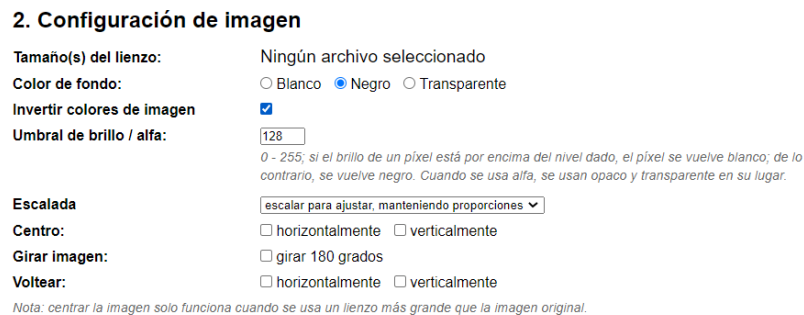 2. Configuración de imagen
Tamaño(s) del lienzo: Ningún archivo seleccionado
Color de fondo: Blanco Negro Transparente
Invertir colores de imagen
Umbral de brillo / alfa: 128
0 - 255; si el brillo de un píxel está por encima del nivel dado, el píxel se vuelve blanco; de lo
contrario, se vuelve negro. Cuando se usa alfa, se usan opaco y transparente en su lugar.
Escalada escalar para ajustar, manteniendo proporciones
Centro: horizontalmente verticalmente
Girar imagen: girar 180 grados
Voltear: horizontalmente verticalmente
Nota: centrar la imagen solo funciona cuando se usa un lienzo más grande que la imagen original.